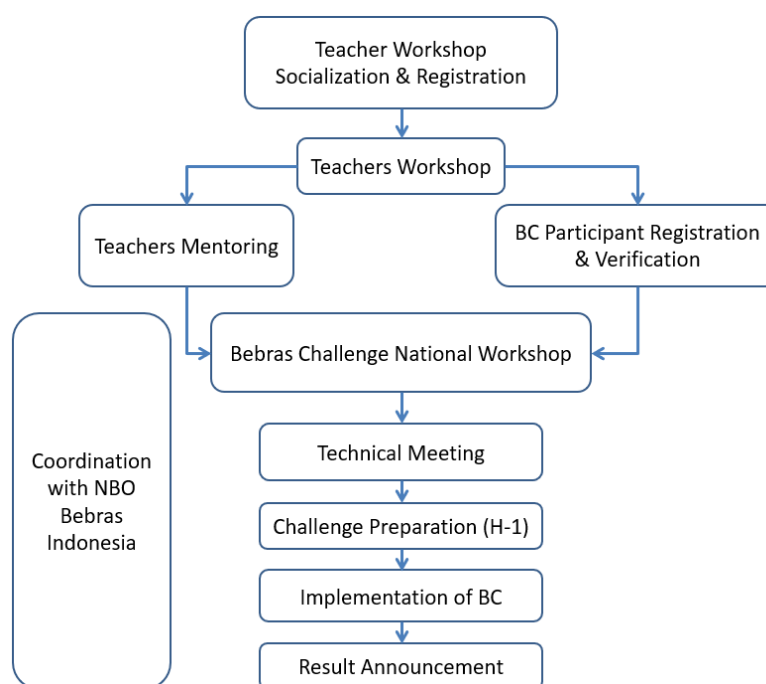 Teacher Workshop
Socialization & Registration
Teachers Workshop
Teachers Mentoring
BC Participant Registration
& Verification
Bebras Challenge National Workshop
Coordination
with NBO
Bebras
Indonesia
Technical Meeting
Challenge Preparation (H-1)
Implementation of BC
Result Announcement